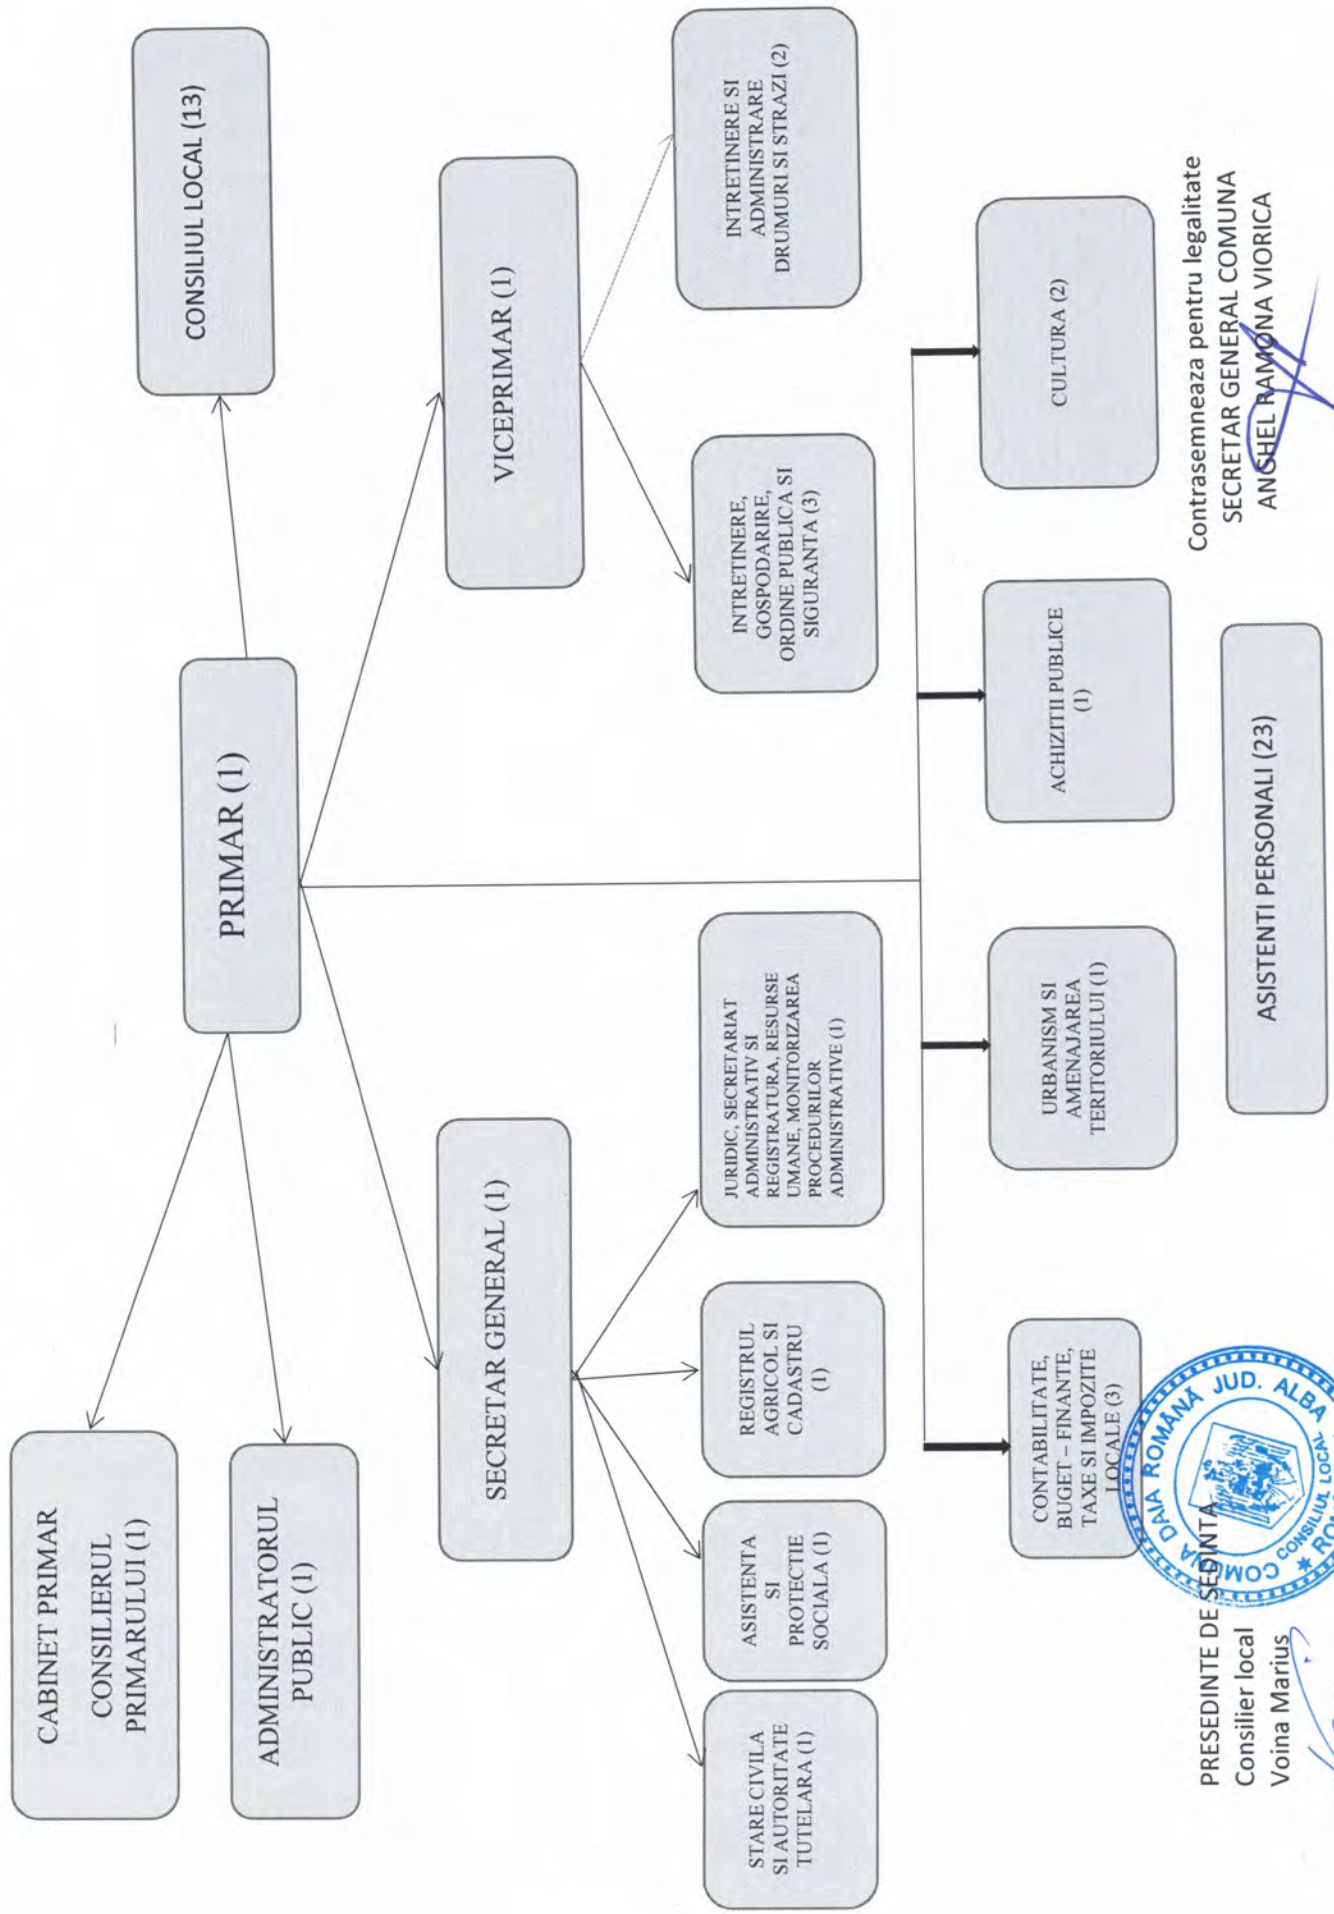 CABINET PRIMAR
CONSILIERUL
PRIMARULUI (1)
ADMINISTRATORUL
PUBLIC (1)
PRIMAR (1)
CONSILIUL LOCAL (13)
SECRETAR GENERAL (1)
VICEPRIMAR (1)
STARE CIVILA
SI AUTORITATE
TUTELARA (1)
ASISTENTA
SI
PROTECTIE
SOCIALA (1)
REGISTRUL
AGRICOL SI
CADASTRU
(1)
JURIDIC, SECRETARIAT
ADMINISTRATIV SI
REGISTRATURA, RESURSE
UMANE, MONITORIZAREA
PROCEDURILOR
ADMINISTRATIVE (1)
INTRETINERE,
GOSPODARIRE,
ORDINE PUBLICA SI
SIGURANTA (3)
INTRETINERE SI
ADMINISTRARE
DRUMURI SI STRAZI (2)
CONTABILITATE,
BUGET – FINANTE,
TAXE SI IMPOZITE
LOCALE (3)
URBANISM SI
AMENAJAREA
TERITORIULUI (1)
ACHIZITII PUBLICE
(1)
CULTURA (2)
PRESEDINTE DE SEDINTA
Consilier local
Voina Marius
COMUNA DAIA ROMÂNĂ JUD. ALBA
CONSILIUL LOCAL
ASISTENTI PERSONALI (23)
Contrasemneaza pentru legalitate
SECRETAR GENERAL COMUNA
ANGHEL RAMONA VIORICA